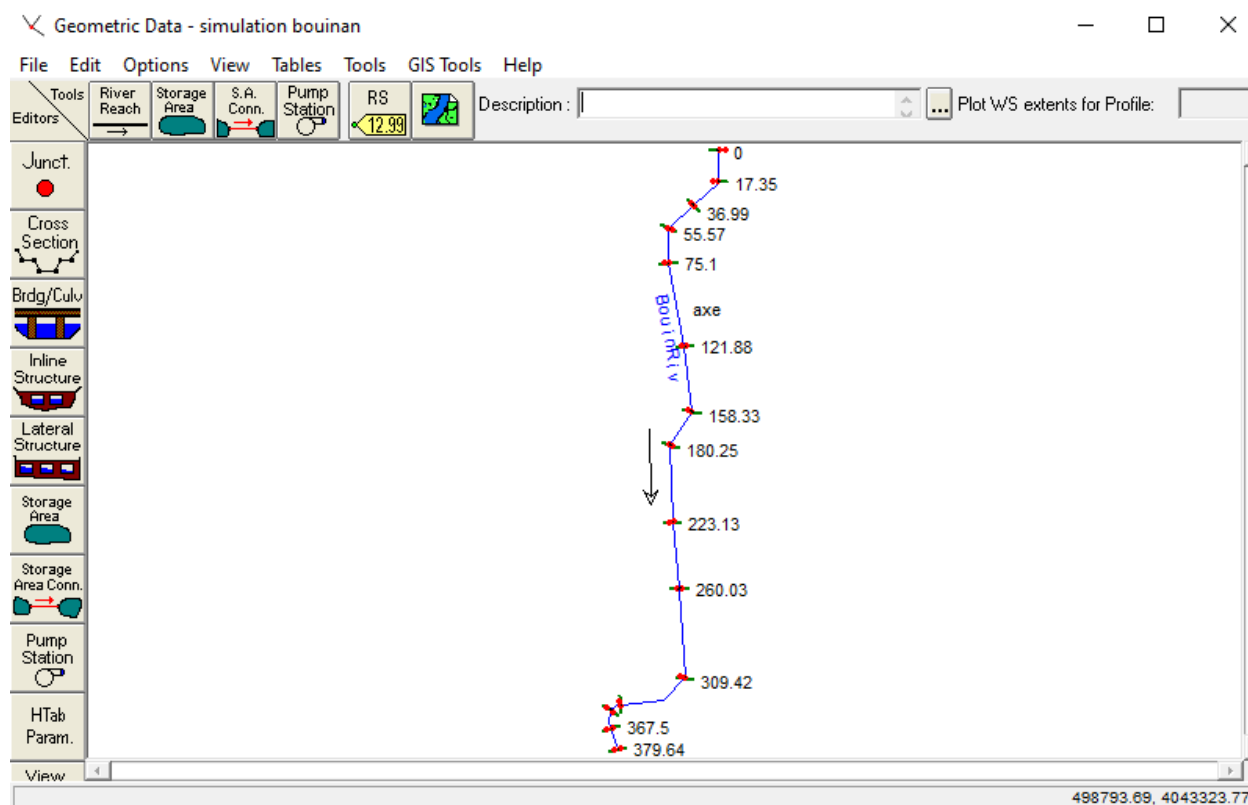 Geometric Data - simulation bouinan
File Edit Options View Tables Tools GIS Tools Help
Tools
Editors
River
Reach
Storage
Area
S.A.
Conn.
Pump
Station
RS
12.99
Description :
...
Plot WS extents for Profile:
Junct.
Cross
Section
Brdg/Culv
Inline
Structure
Lateral
Structure
Storage
Area
Storage
Area Conn.
Pump
Station
HTab
Param.
View
0
17.35
36.99
55.57
75.1
axe
BouinRiv
121.88
158.33
180.25
223.13
260.03
309.42
367.5
379.64
498793.69, 4043323.77